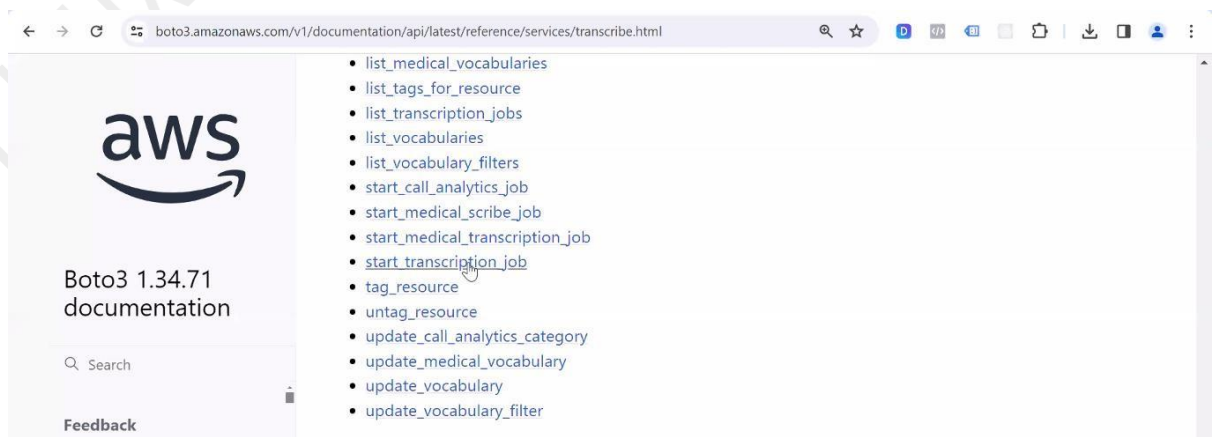 boto3.amazonaws.com/v1/documentation/api/latest/reference/services/transcribe.html
D
aws
Boto3 1.34.71
documentation
Search
Feedback
list_medical_vocabularies
list_tags_for_resource
list_transcription_jobs
list_vocabularies
list_vocabulary_filters
start_call_analytics_job
start_medical_scribe_job
start_medical_transcription_job
start_transcription_job
tag_resource
untag_resource
update_call_analytics_category
update_medical_vocabulary
update_vocabulary
update_vocabulary_filter